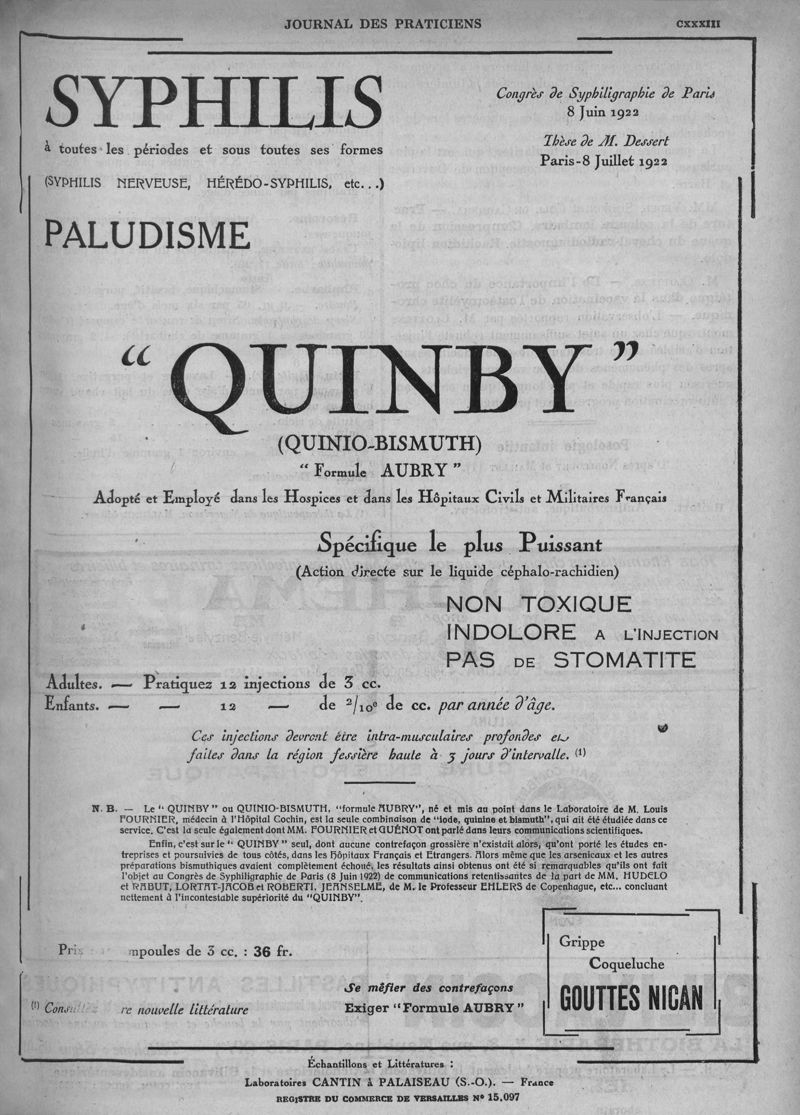 JOURNAL DES PRATICIENS
CXXXIII
SYPHILIS
à toutes les périodes et sous toutes ses formes
(SYPHILIS NERVEUSE, HÉRÉDO-SYPHILIS, etc...)
Congrès de Syphiligraphie de Paris
8 Juin 1922
Thèse de M. Dessert
Paris-8 Juillet 1922
PALUDISME
“ QUINBY ”
(QUINIO-BISMUTH)
“ Formule AUBRY ”
Adopté et Employé dans les Hospices et dans les Hôpitaux Civils et Militaires Français
Spécifique le plus Puissant
(Action directe sur le liquide céphalo-rachidien)
NON TOXIQUE
INDOLORE A L'INJECTION
PAS DE STOMATITE
Adultes. — Pratiquez 12 injections de 3 cc.
Enfants. — — 12 — de 2/10e de cc. par année d'âge.
Ces injections devront être intra-musculaires profondes et
faites dans la région fessière haute à 3 jours d'intervalle. (1)
N. B. — Le “ QUINBY ” ou QUINIO-BISMUTH, “formule AUBRY”, né et mis au point dans le Laboratoire de M. Louis
FOURNIER, médecin à l'Hôpital Cochin, est la seule combinaison de “iode, quinine et bismuth”, qui ait été étudiée dans ce
service. C'est la seule également dont MM. FOURNIER et GUÉNOT ont parlé dans leurs communications scientifiques.
Enfin, c'est sur le “ QUINBY ” seul, dont aucune contrefaçon grossière n'existait alors, qu'ont porté les études en-
treprises et poursuivies de tous côtés, dans les Hôpitaux Français et Etrangers. Alors même que les arsenicaux et les autres
préparations bismuthiques avaient complètement échoué, les résultats ainsi obtenus ont été si remarquables qu'ils ont fait
l'objet au Congrès de Syphiligraphie de Paris (8 Juin 1922) de communications retentissantes de la part de MM. HUDELO
et RABUT, LORTAT-JACOB et ROBERTI, JEANSELME, de M. le Professeur EHLERS de Copenhague, etc... concluant
nettement à l'incontestable supériorité du “QUINBY”.
Pri mpoules de 3 cc. : 36 fr.
(1) Cons re nouvelle littérature
Se méfier des contrefaçons
Exiger “Formule AUBRY ”
Grippe
Coqueluche
GOUTTES NICAN
Échantillons et Littératures :
Laboratoires CANTIN à PALAISEAU (S.-O.). — France
REGISTRE DU COMMERCE DE VERSAILLES Nº 15.097